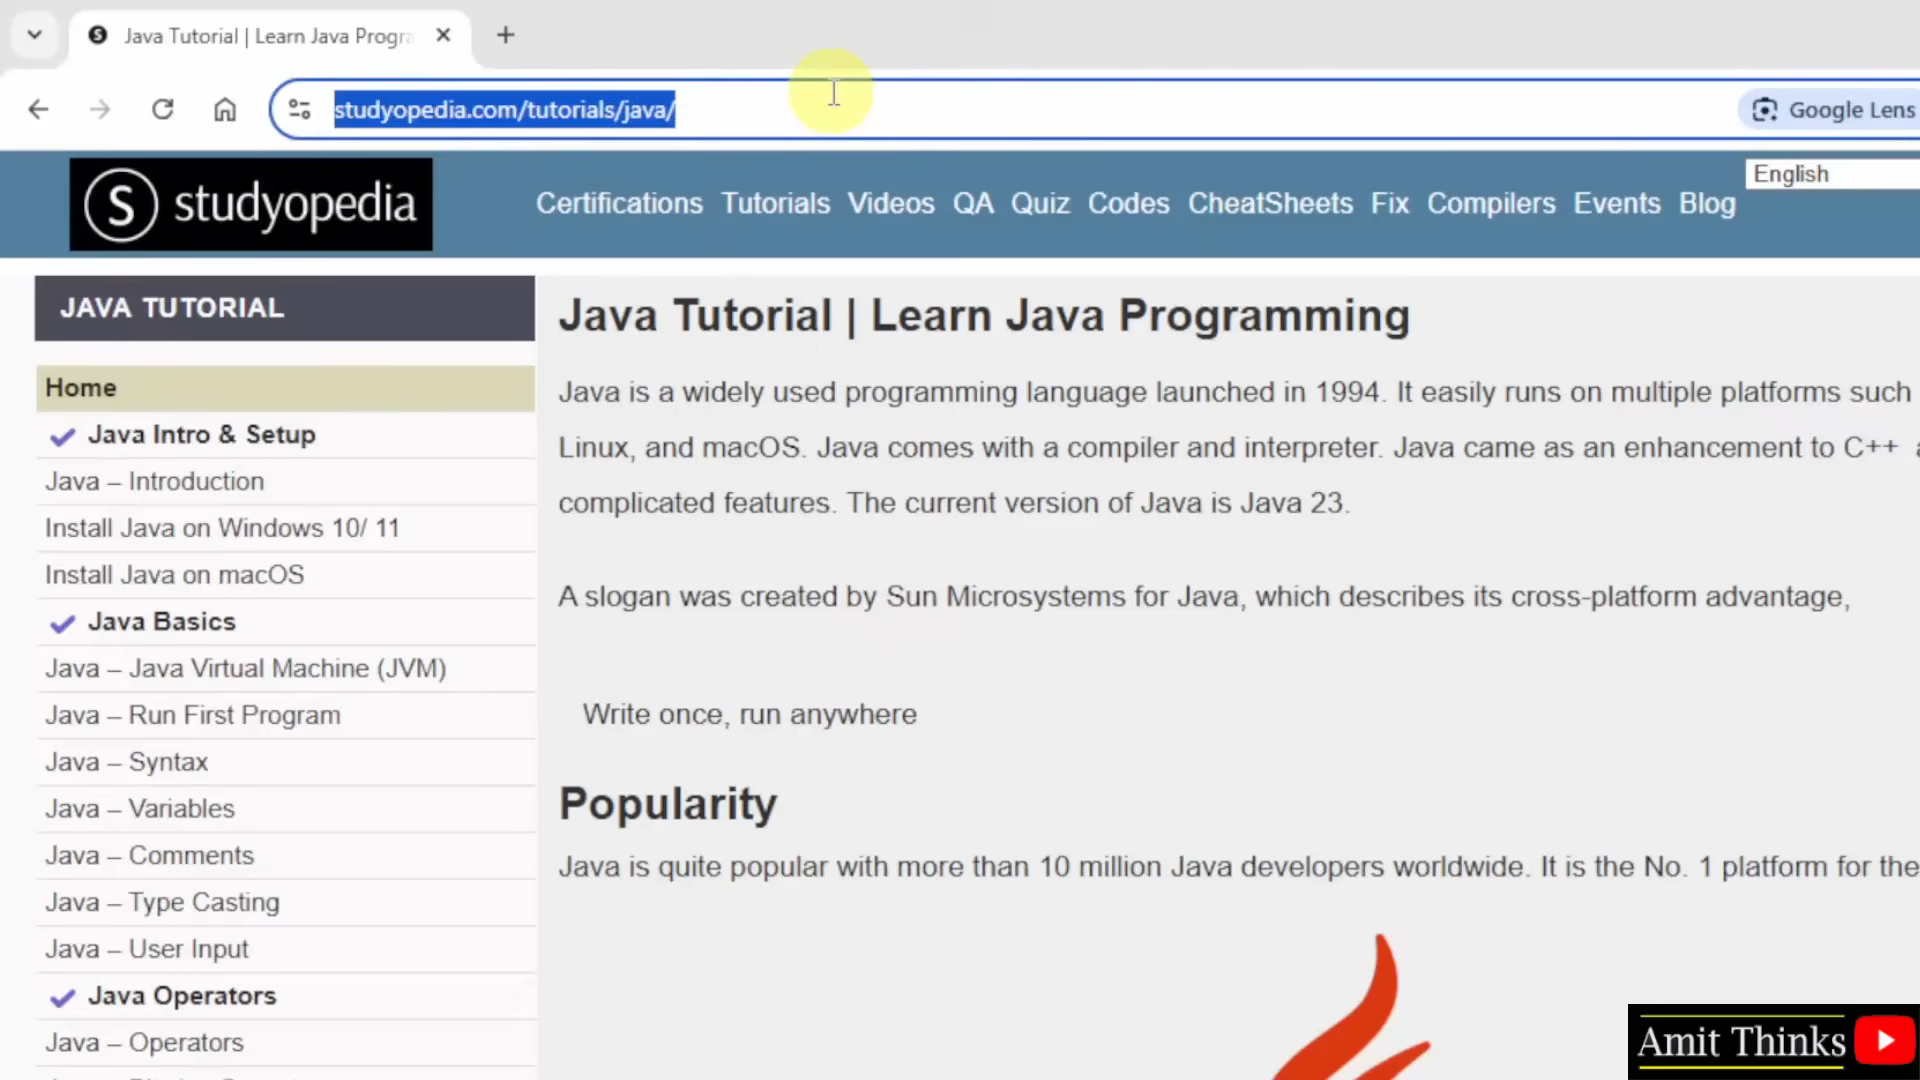 Java Tutorial | Learn Java Progra
studyopedia.com/tutorials/java/
Google Lens
S studyopedia
Certifications Tutorials Videos QA Quiz Codes CheatSheets Fix Compilers Events Blog
English
JAVA TUTORIAL
Home
Java Intro & Setup
Java – Introduction
Install Java on Windows 10/ 11
Install Java on macOS
Java Basics
Java – Java Virtual Machine (JVM)
Java – Run First Program
Java – Syntax
Java – Variables
Java – Comments
Java – Type Casting
Java – User Input
Java Operators
Java – Operators
Java Tutorial | Learn Java Programming
Java is a widely used programming language launched in 1994. It easily runs on multiple platforms such
Linux, and macOS. Java comes with a compiler and interpreter. Java came as an enhancement to C++
complicated features. The current version of Java is Java 23.
A slogan was created by Sun Microsystems for Java, which describes its cross-platform advantage,
Write once, run anywhere
Popularity
Java is quite popular with more than 10 million Java developers worldwide. It is the No. 1 platform for the
Amit Thinks